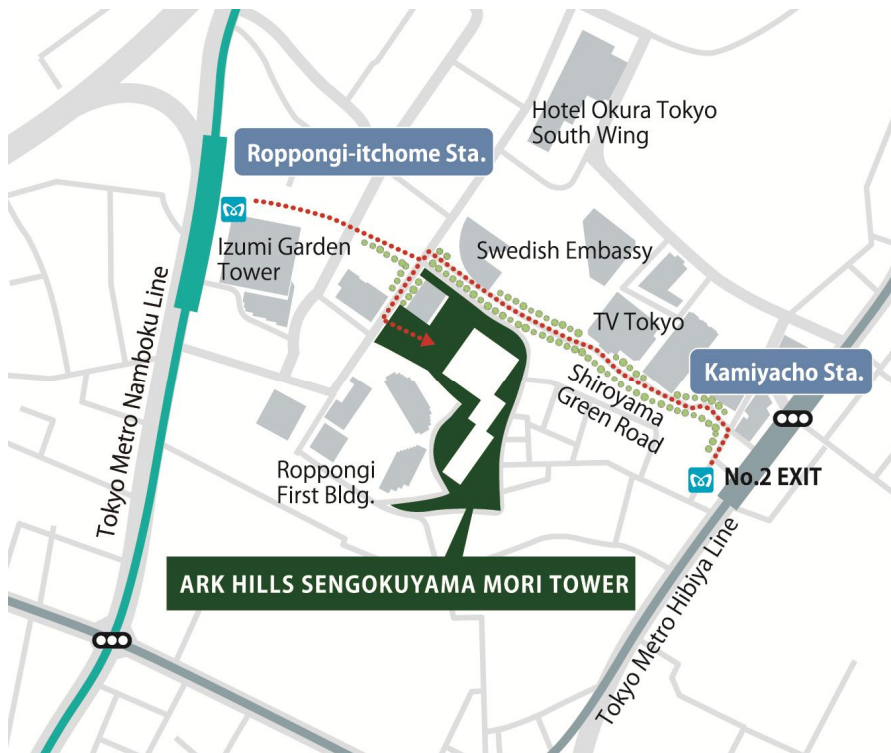 Hotel Okura Tokyo
South Wing
Roppongi-itchome Sta.
Izumi Garden
Tower
Swedish Embassy
TV Tokyo
Kamiyacho Sta.
Shiroyama
Green Road
No.2 EXIT
Roppongi
First Bldg.
Tokyo Metro Namboku Line
ARK HILLS SENGOKUYAMA MORI TOWER
Tokyo Metro Hibiya Line